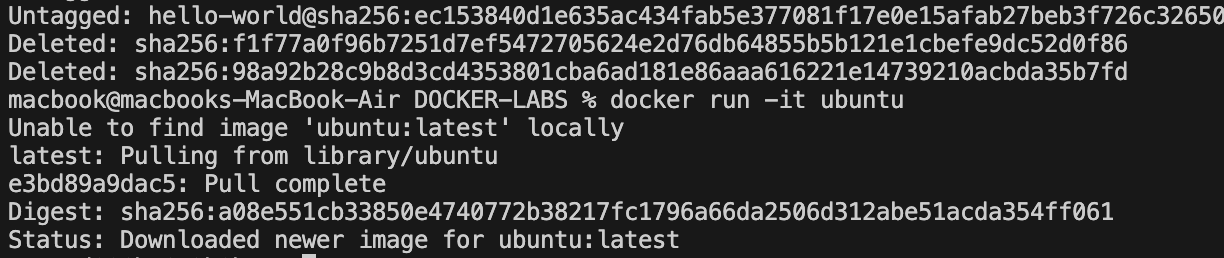 Untagged: hello-world@sha256:ec153840d1e635ac434fab5e377081f17e0e15afab27beb3f726c32650
Deleted: sha256:f1f77a0f96b7251d7ef5472705624e2d76db64855b5b121e1cbefe9dc52d0f86
Deleted: sha256:98a92b28c9b8d3cd4353801cba6ad181e86aaa616221e14739210acbda35b7fd
macbook@macbooks-MacBook-Air DOCKER-LABS % docker run -it ubuntu
Unable to find image 'ubuntu:latest' locally
latest: Pulling from library/ubuntu
e3bd89a9dac5: Pull complete
Digest: sha256:a08e551cb33850e4740772b38217fc1796a66da2506d312abe51acda354ff061
Status: Downloaded newer image for ubuntu:latest